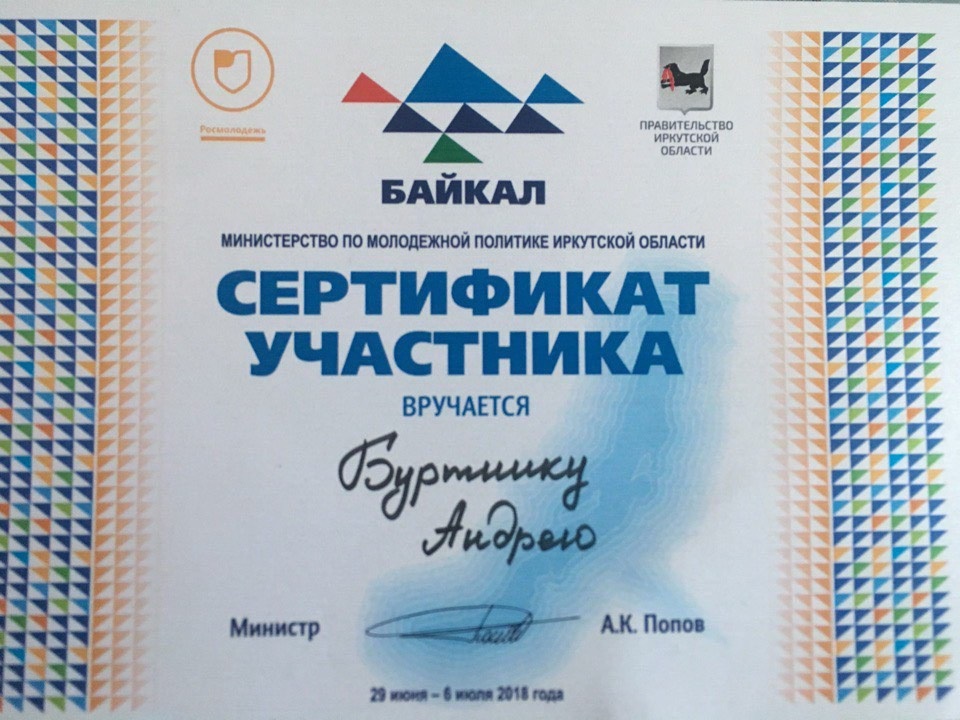 Росмолодежь
ПРАВИТЕЛЬСТВО
ИРКУТСКОЙ
ОБЛАСТИ
БАЙКАЛ
МИНИСТЕРСТВО ПО МОЛОДЕЖНОЙ ПОЛИТИКЕ ИРКУТСКОЙ ОБЛАСТИ
СЕРТИФИКАТ
УЧАСТНИКА
ВРУЧАЕТСЯ
Буртнику
Андрею
Министр А.К. Попов
29 июня – 6 июля 2018 года